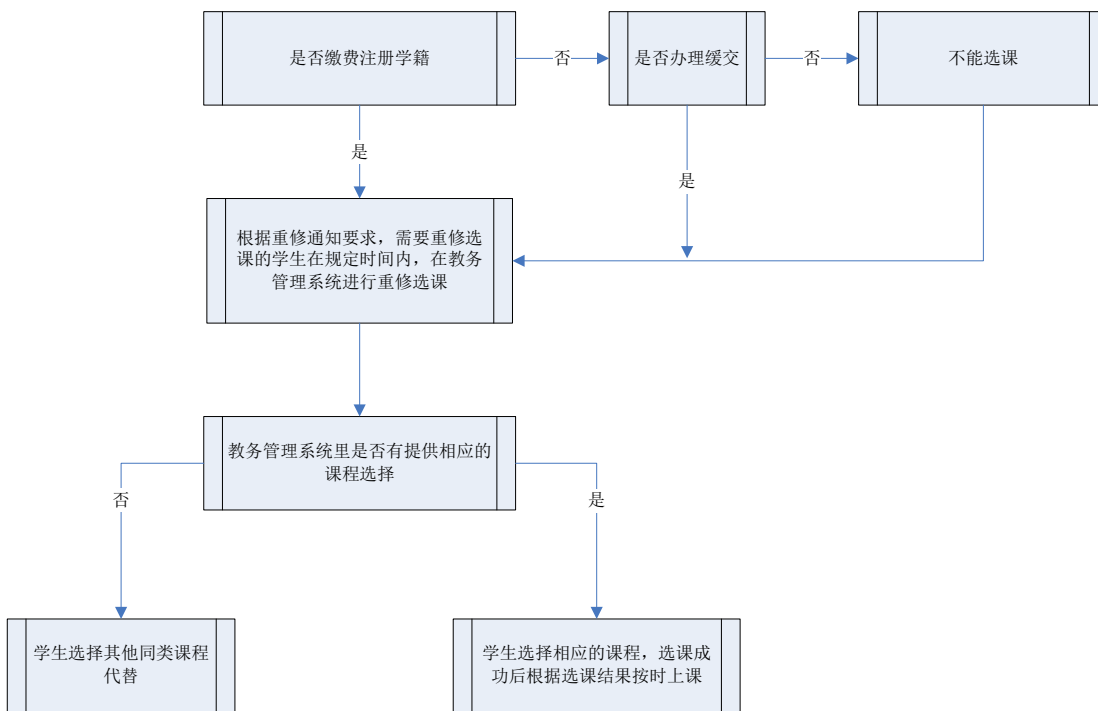 是否缴费注册学籍
否
是否办理缓交
否
不能选课
是
是
根据重修通知要求，需要重修选
课的学生在规定时间内，在教务
管理系统进行重修选课
教务管理系统里是否有提供相应的
课程选择
否
是
学生选择其他同类课程
代替
学生选择相应的课程，选课成
功后根据选课结果按时上课